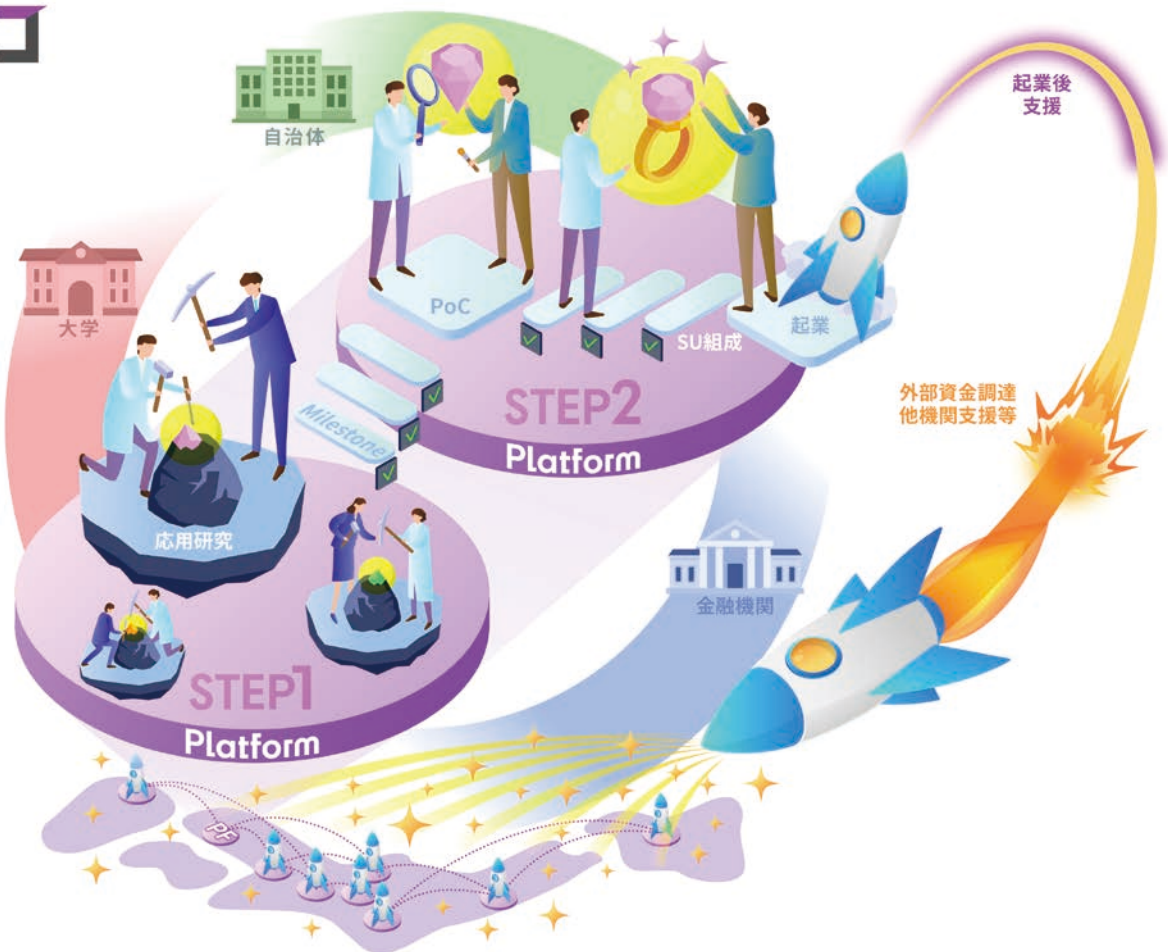 自治体
起業後
支援
大学
PoC
SU組成
起業
外部資金調達
他機関支援等
STEP2
Platform
Milestone
応用研究
金融機関
STEP1
Platform
PF